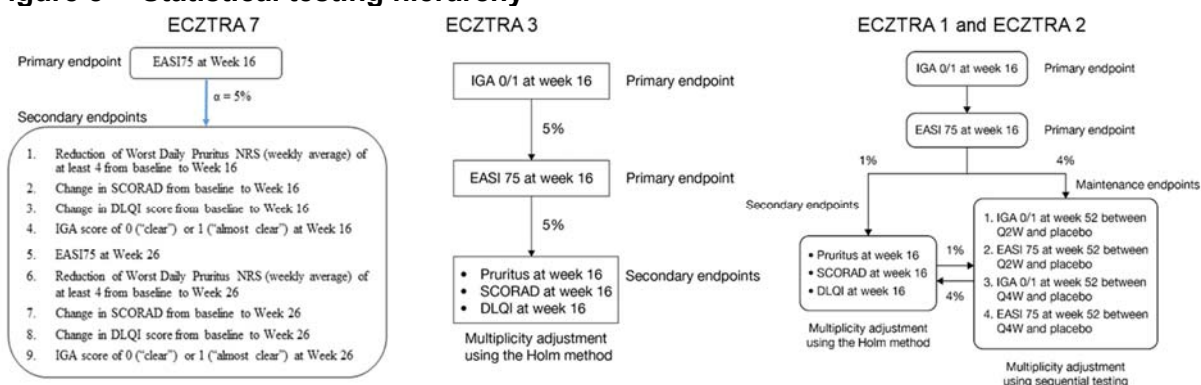 ECZTRA 7
Primary endpoint
EASI75 at Week 16
α = 5%
Secondary endpoints
1. Reduction of Worst Daily Pruritus NRS (weekly average) of
at least 4 from baseline to Week 16
2. Change in SCORAD from baseline to Week 16
3. Change in DLQI score from baseline to Week 16
4. IGA score of 0 ("clear") or 1 ("almost clear") at Week 16
5. EASI75 at Week 26
6. Reduction of Worst Daily Pruritus NRS (weekly average) of
at least 4 from baseline to Week 26
7. Change in SCORAD from baseline to Week 26
8. Change in DLQI score from baseline to Week 26
9. IGA score of 0 ("clear") or 1 ("almost clear") at Week 26
ECZTRA 3
IGA 0/1 at week 16
Primary endpoint
5%
EASI 75 at week 16
Primary endpoint
5%
• Pruritus at week 16
• SCORAD at week 16
• DLQI at week 16
Secondary endpoints
Multiplicity adjustment
using the Holm method
ECZTRA 1 and ECZTRA 2
IGA 0/1 at week 16
Primary endpoint
EASI 75 at week 16
Primary endpoint
1%
4%
Maintenance endpoints
Secondary endpoints
• Pruritus at week 16
• SCORAD at week 16
• DLQI at week 16
1%
4%
Multiplicity adjustment
using the Holm method
1. IGA 0/1 at week 52 between
Q2W and placebo
2. EASI 75 at week 52 between
Q2W and placebo
3. IGA 0/1 at week 52 between
Q4W and placebo
4. EASI 75 at week 52 between
Q4W and placebo
Multiplicity adjustment
using sequential testing